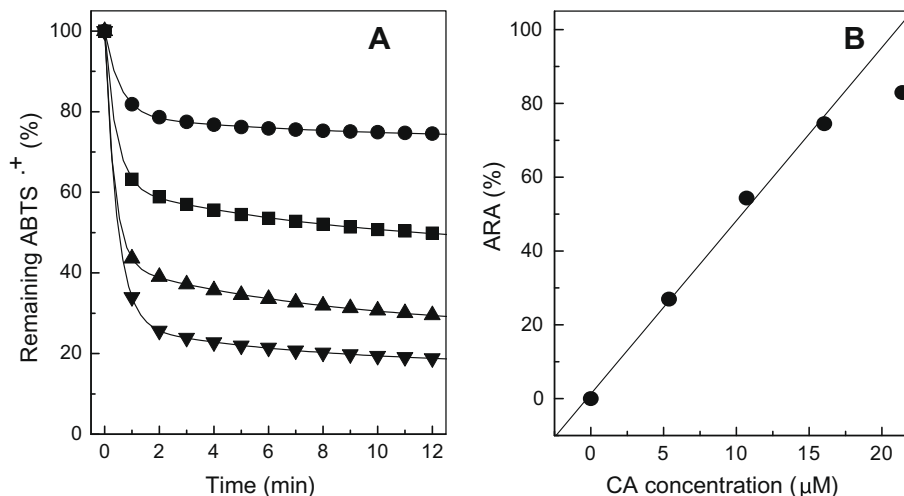 A
Remaining ABTS ·+ (%)
100
80
60
40
20
0
0 2 4 6 8 10 12
Time (min)
B
ARA (%)
100
80
60
40
20
0
0 5 10 15 20
CA concentration (μM)